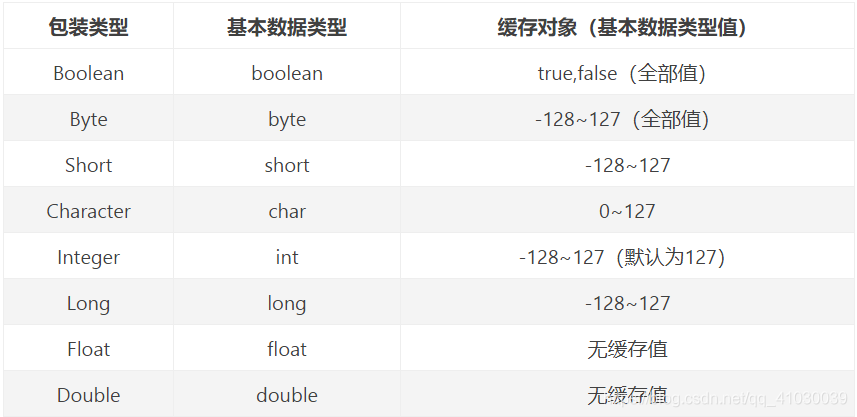 包装类型 基本数据类型 缓存对象（基本数据类型值）
Boolean boolean true,false（全部值）
Byte byte -128~127（全部值）
Short short -128~127
Character char 0~127
Integer int -128~127（默认为127）
Long long -128~127
Float float 无缓存值
Double double 无缓存值
blog.csdn.net/qq_41030039